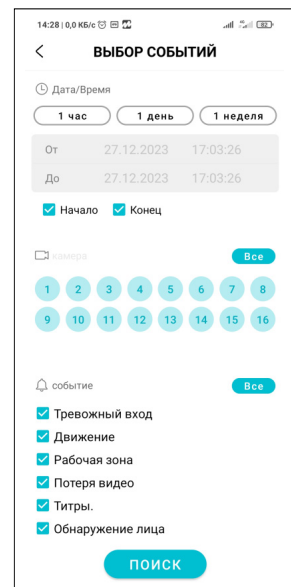 14:28 | 0,0 КБ/с
82
ВЫБОР СОБЫТИЙ
Дата/Время
1 час 1 день 1 неделя
От 27.12.2023 17:03:26
До 27.12.2023 17:03:26
Начало Конец
камера Все
1 2 3 4 5 6 7 8
9 10 11 12 13 14 15 16
событие Все
Тревожный вход
Движение
Рабочая зона
Потеря видео
Титры.
Обнаружение лица
ПОИСК